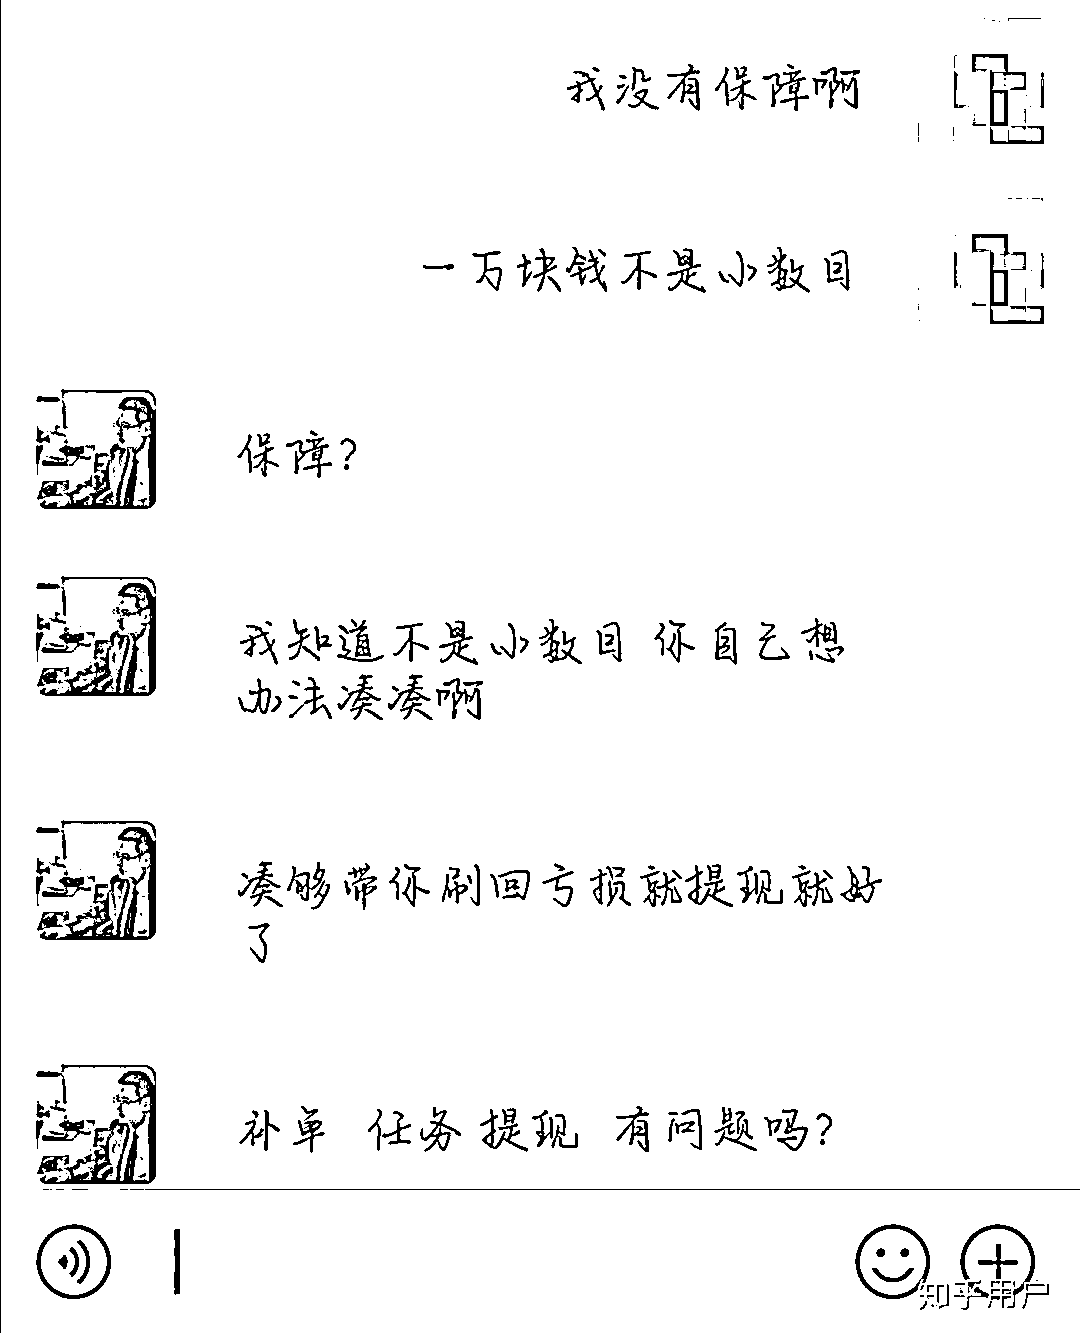 我没有保障啊
一万块钱不是小数目
保障?
我知道不是小数目 你自己想
办法凑凑啊
凑够带你刷回亏损就提现就好
了
补单 任务提现 有问题吗?
知乎用户